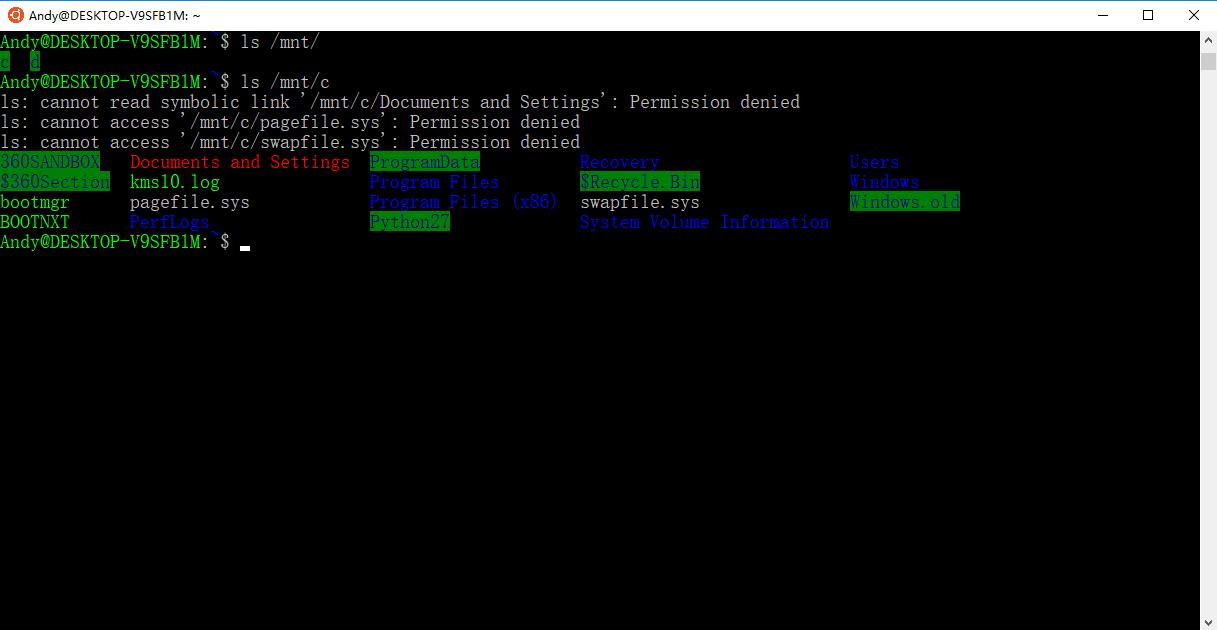 Andy@DESKTOP-V9SFB1M: ~
Andy@DESKTOP-V9SFB1M:~$ ls /mnt/
c  d
Andy@DESKTOP-V9SFB1M:~$ ls /mnt/c
ls: cannot read symbolic link '/mnt/c/Documents and Settings': Permission denied
ls: cannot access '/mnt/c/pagefile.sys': Permission denied
ls: cannot access '/mnt/c/swapfile.sys': Permission denied
360SANDBOX   Documents and Settings  ProgramData          Recovery                   Users
$360Section  kms10.log               Program Files        $Recycle.Bin               Windows
bootmgr      pagefile.sys            Program Files (x86)  swapfile.sys               Windows.old
BOOTNXT      PerfLogs                Python27             System Volume Information
Andy@DESKTOP-V9SFB1M:~$